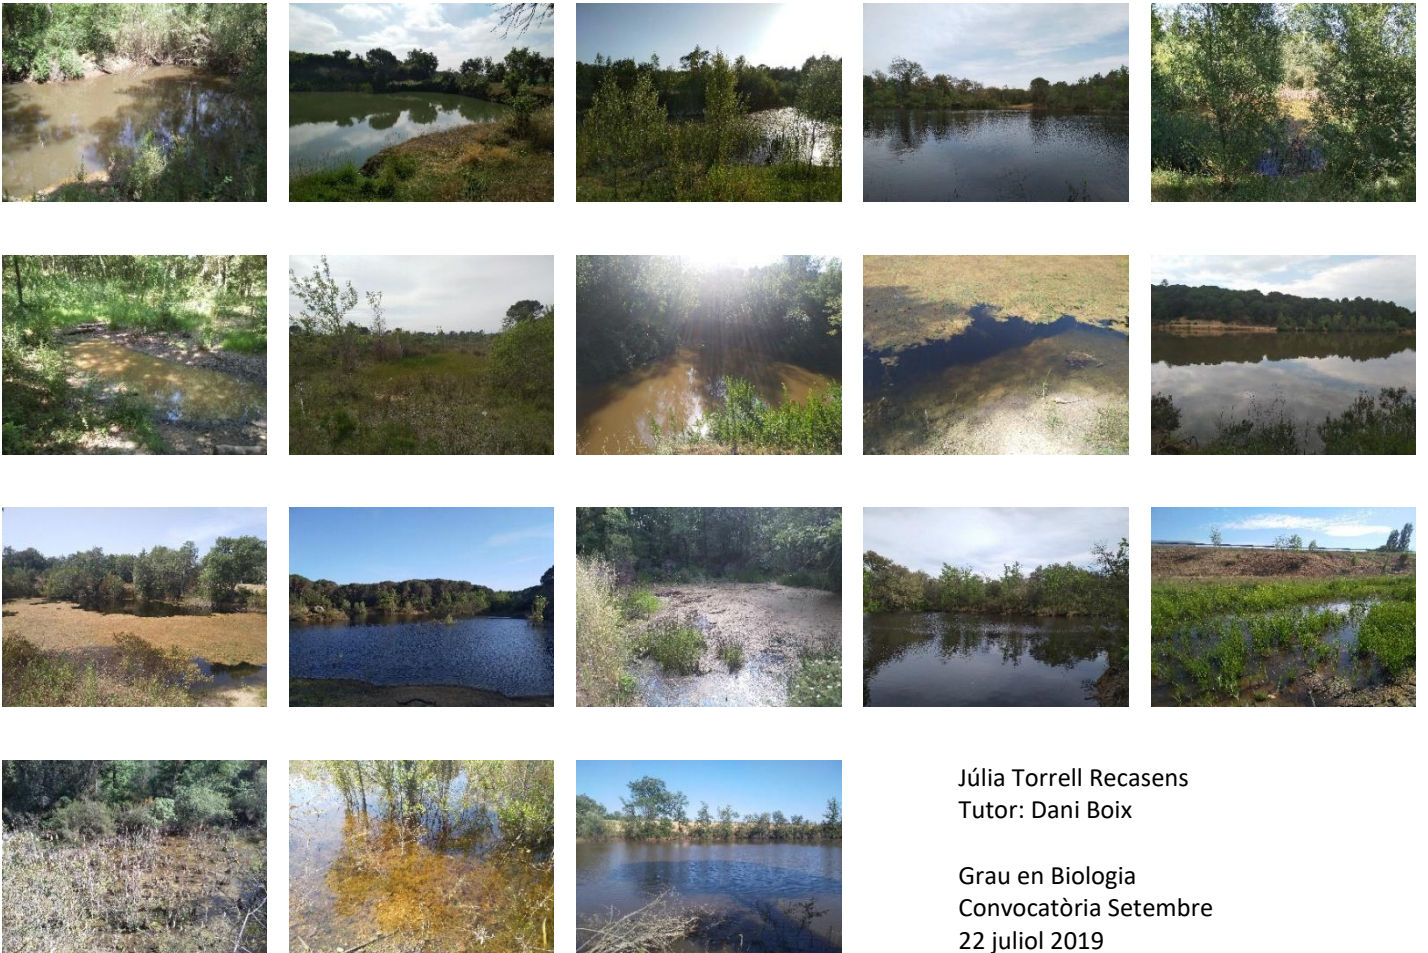 Júlia Torrell Recasens
Tutor: Dani Boix
Grau en Biologia
Convocatòria Setembre
22 juliol 2019